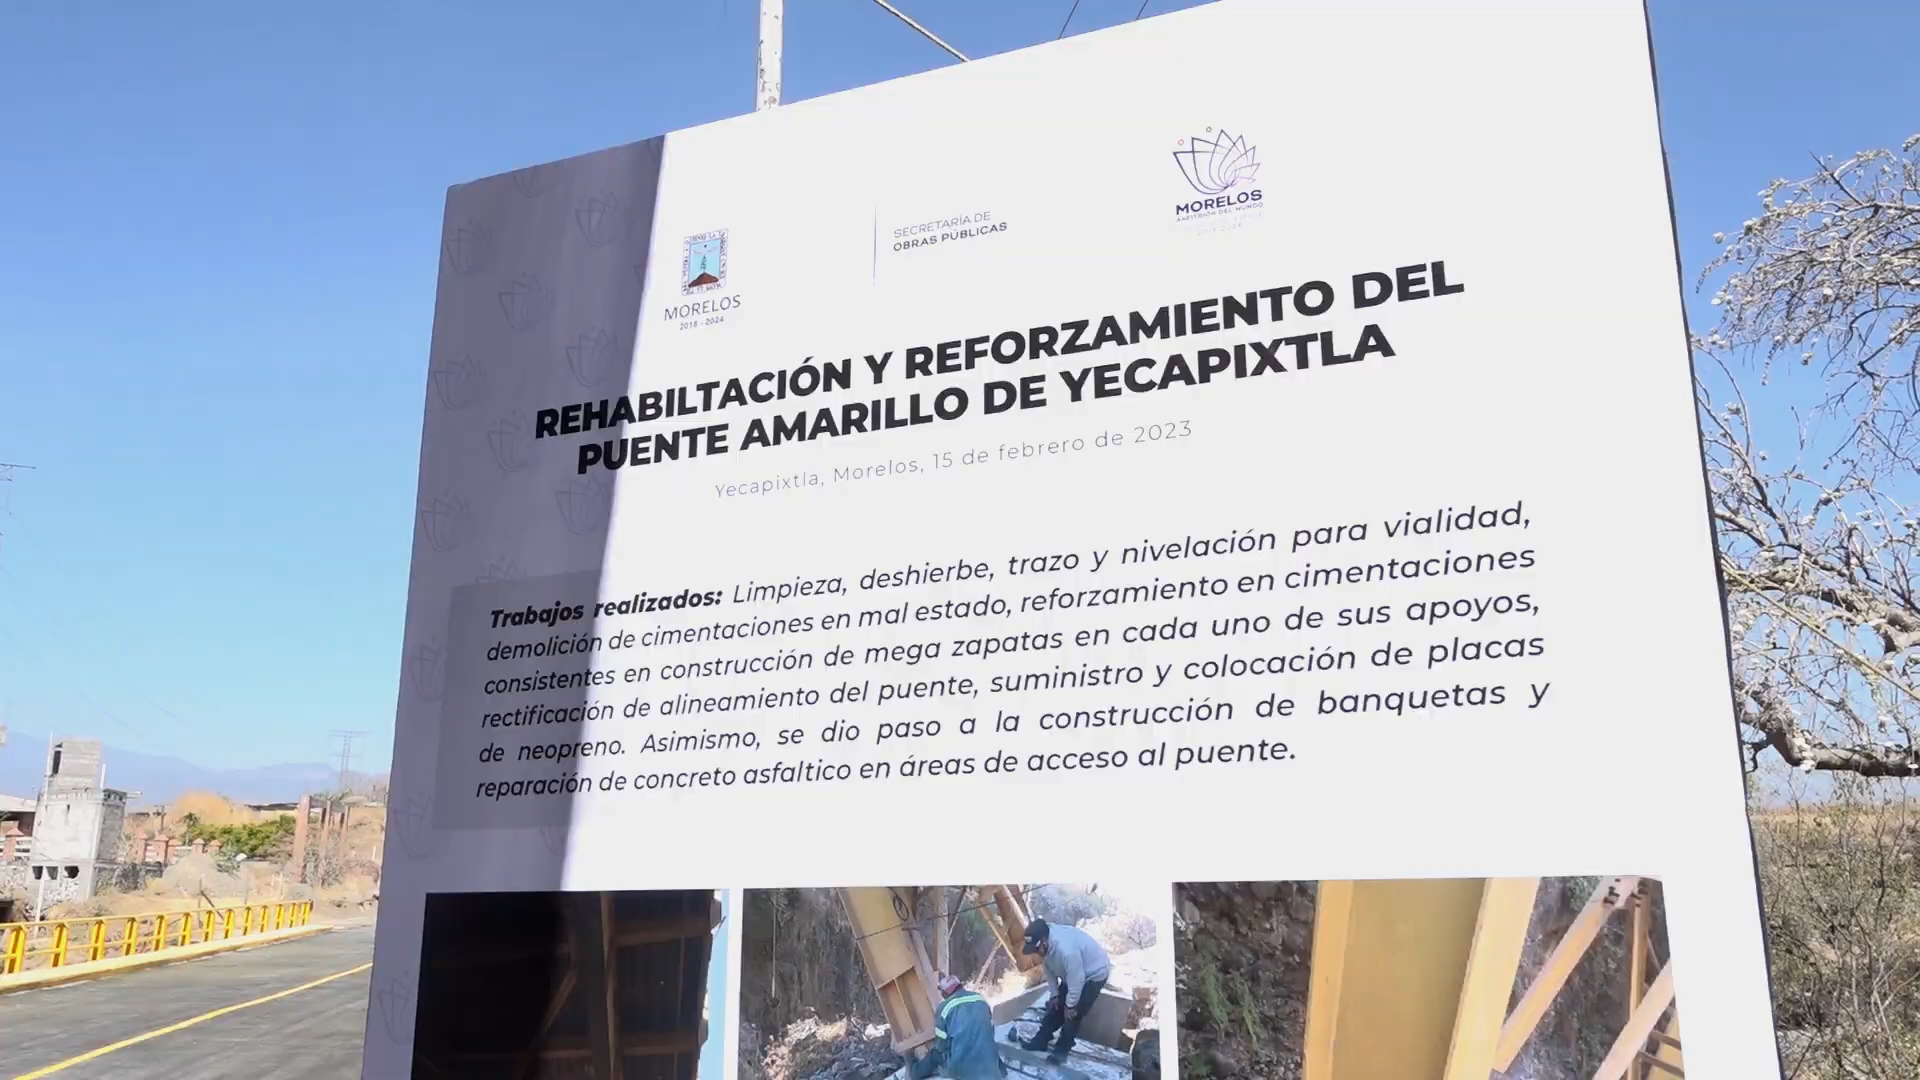 MORELOS
2018 - 2024
SECRETARÍA DE
OBRAS PÚBLICAS
MORELOS
ANFITRIÓN DEL MUNDO
REHABILTACIÓN Y REFORZAMIENTO DEL
PUENTE AMARILLO DE YECAPIXTLA
Yecapixtla, Morelos, 15 de febrero de 2023
Trabajos realizados: Limpieza, deshierbe, trazo y nivelación para vialidad,
demolición de cimentaciones en mal estado, reforzamiento en cimentaciones
consistentes en construcción de mega zapatas en cada uno de sus apoyos,
rectificación de alineamiento del puente, suministro y colocación de placas
de neopreno. Asimismo, se dio paso a la construcción de banquetas y
reparación de concreto asfaltico en áreas de acceso al puente.